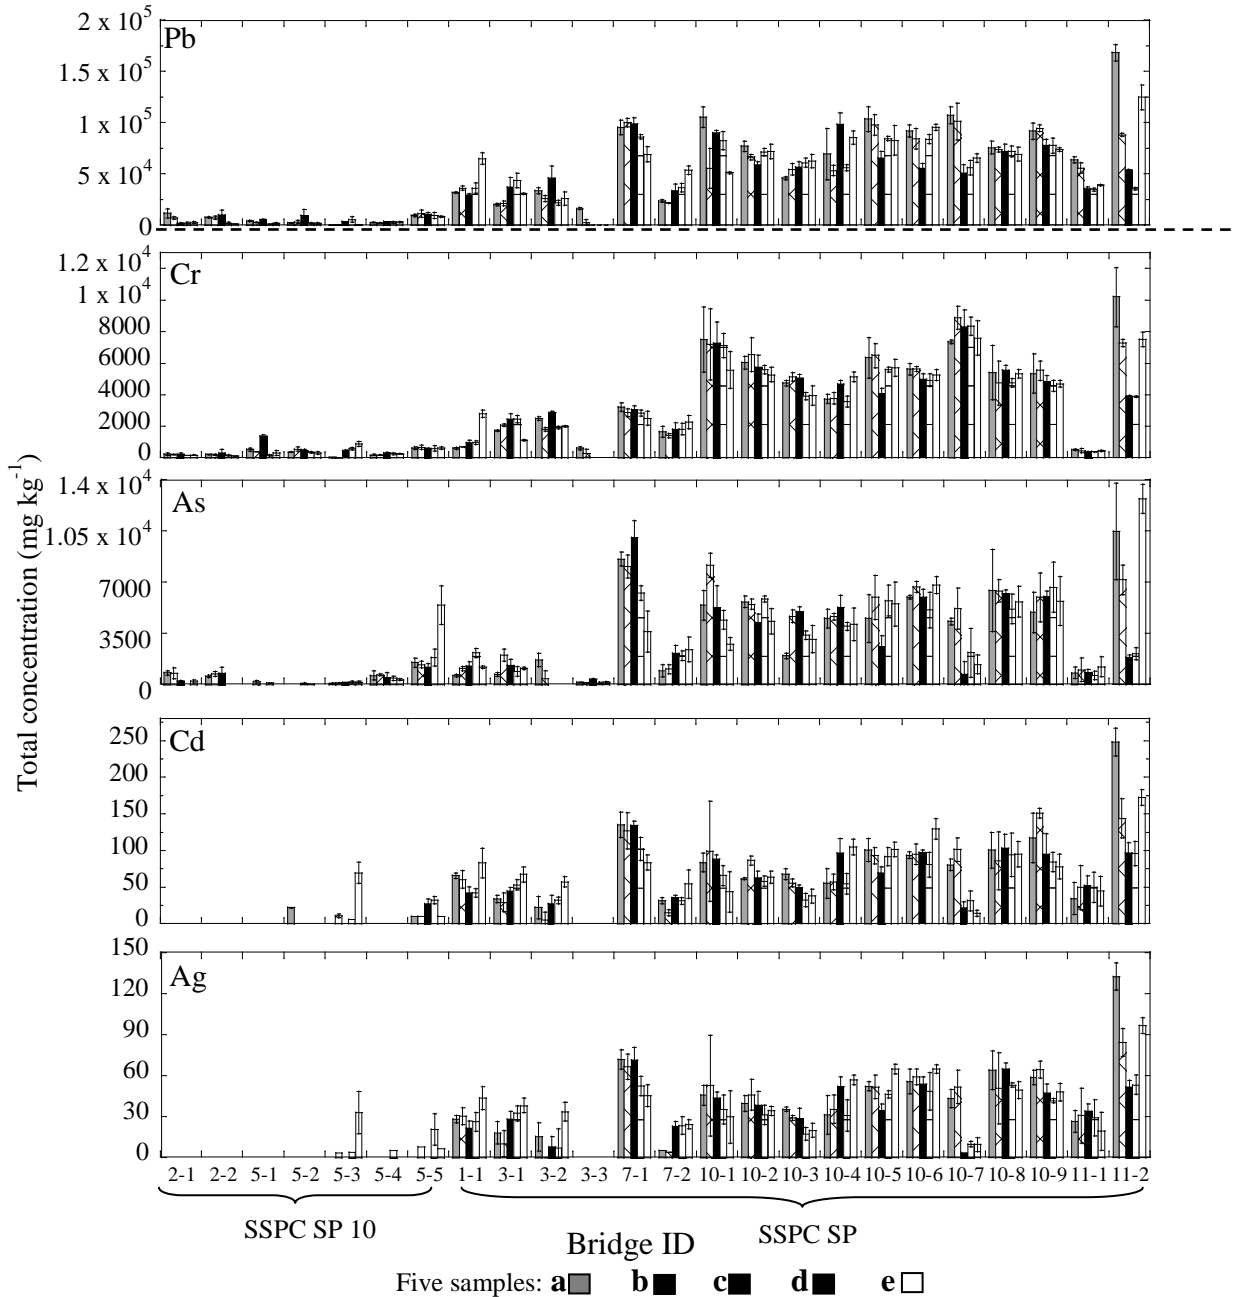 Pb
2 x 10^5
1.5 x 10^5
1 x 10^5
5 x 10^4
0
Cr
1.2 x 10^4
1 x 10^4
8000
6000
4000
2000
0
As
1.4 x 10^4
1.05 x 10^4
7000
3500
0
Cd
250
200
150
100
50
0
Ag
150
120
90
60
30
0
Total concentration (mg kg^-1)
2-1 2-2 5-1 5-2 5-3 5-4 5-5 1-1 3-1 3-2 3-3 7-1 7-2 10-1 10-2 10-3 10-4 10-5 10-6 10-7 10-8 10-9 11-1 11-2
SSPC SP 10 SSPC SP
Bridge ID
Five samples: a b c d e